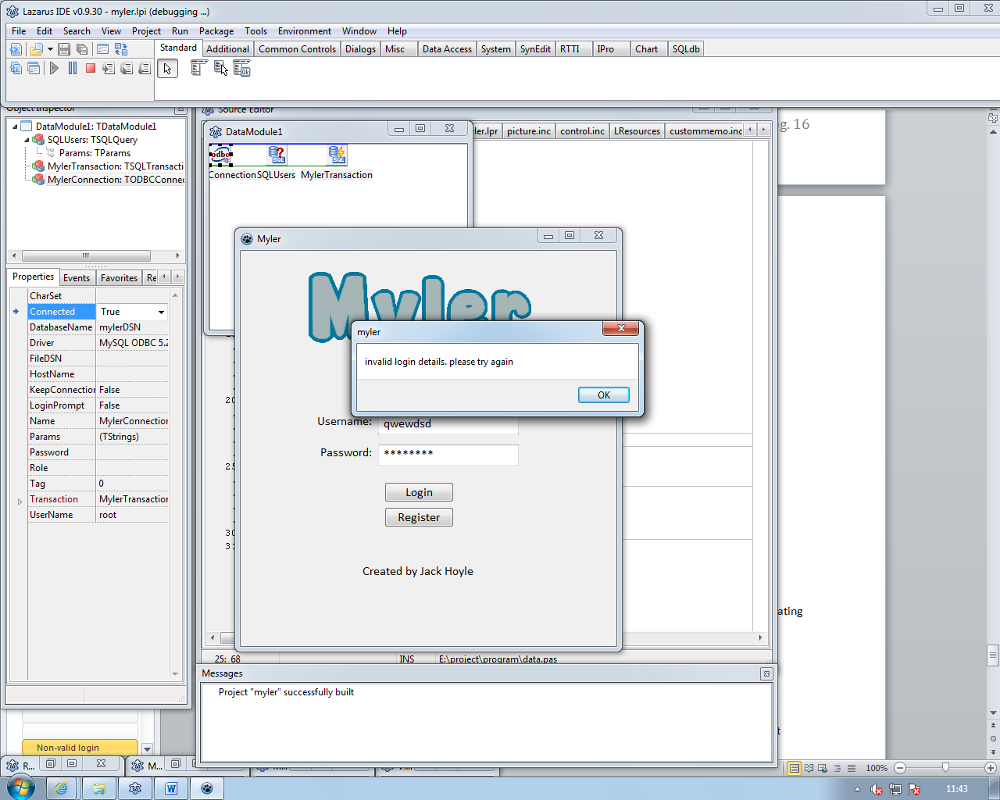 Lazarus IDE v0.9.30 - myler.lpi (debugging ...)
File Edit Search View Project Run Package Tools Environment Window Help
Standard Additional Common Controls Dialogs Misc Data Access System SynEdit RTTI IPro Chart SQLdb
Object Inspector
DataModule1: TDataModule1
SQLUsers: TSQLQuery
Params: TParams
MylerTransaction: TSQLTransacti
MylerConnection: TODBCConnec
Properties Events Favorites Re
CharSet
Connected True
DatabaseName mylerDSN
Driver MySQL ODBC 5.2
FileDSN
HostName
KeepConnection False
LoginPrompt False
Name MylerConnection
Params (TStrings)
Password
Role
Tag 0
Transaction MylerTransaction
UserName root
Source Editor
ler.lpr picture.inc control.inc LResources custommemo.inc
DataModule1
odbc SQL SQL
Connection SQLUsers MylerTransaction
Myler
Myler
myler
invalid login details. please try again
OK
Username: qwewdsd
Password: ********
Login
Register
Created by Jack Hoyle
20
25
30
31
25: 68 INS E:\project\program\data.pas
Messages
Project "myler" successfully built
g. 16
ating
t
Non-valid login
R... M...
100%
11:43